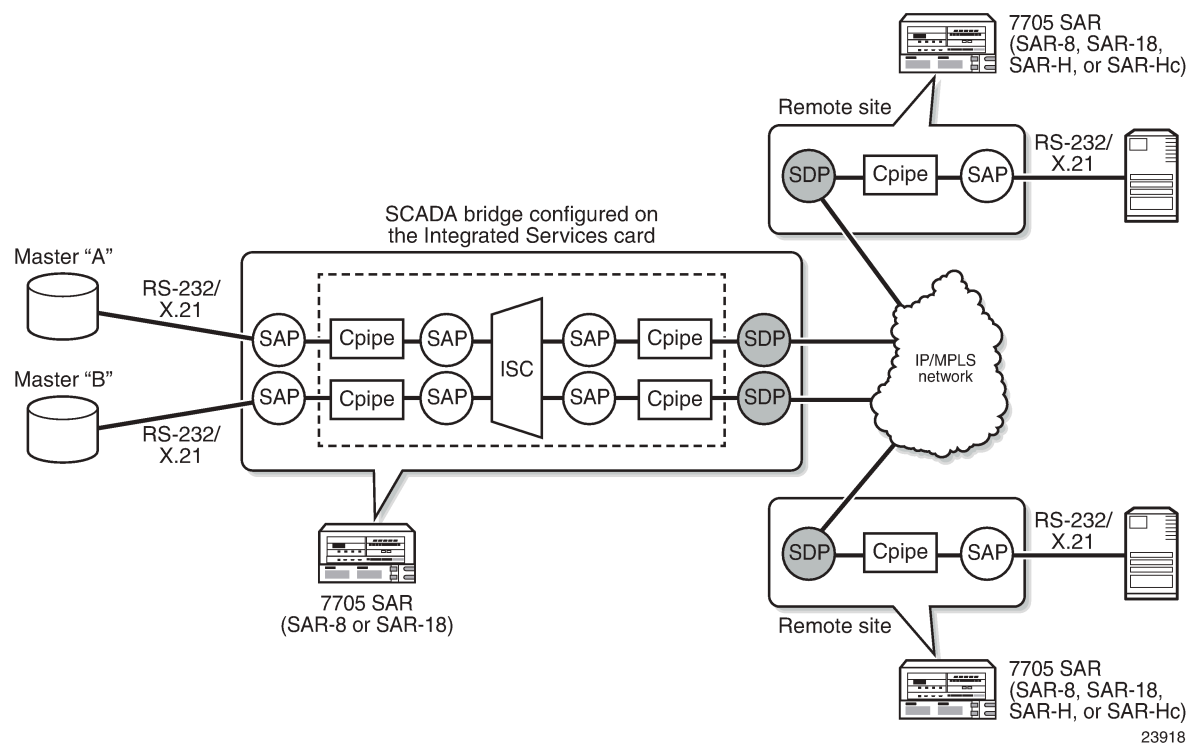 7705 SAR
(SAR-8, SAR-18,
SAR-H, or SAR-Hc)
Remote site
RS-232/
X.21
SDP
Cpipe
SAP
SCADA bridge configured on
the Integrated Services card
Master “A”
RS-232/
X.21
SAP
Cpipe
SAP
ISC
SAP
Cpipe
SDP
IP/MPLS
network
Master “B”
SAP
Cpipe
SAP
SAP
Cpipe
SDP
RS-232/
X.21
RS-232/
X.21
SDP
Cpipe
SAP
7705 SAR
(SAR-8 or SAR-18)
Remote site
7705 SAR
(SAR-8, SAR-18,
SAR-H, or SAR-Hc)
23918